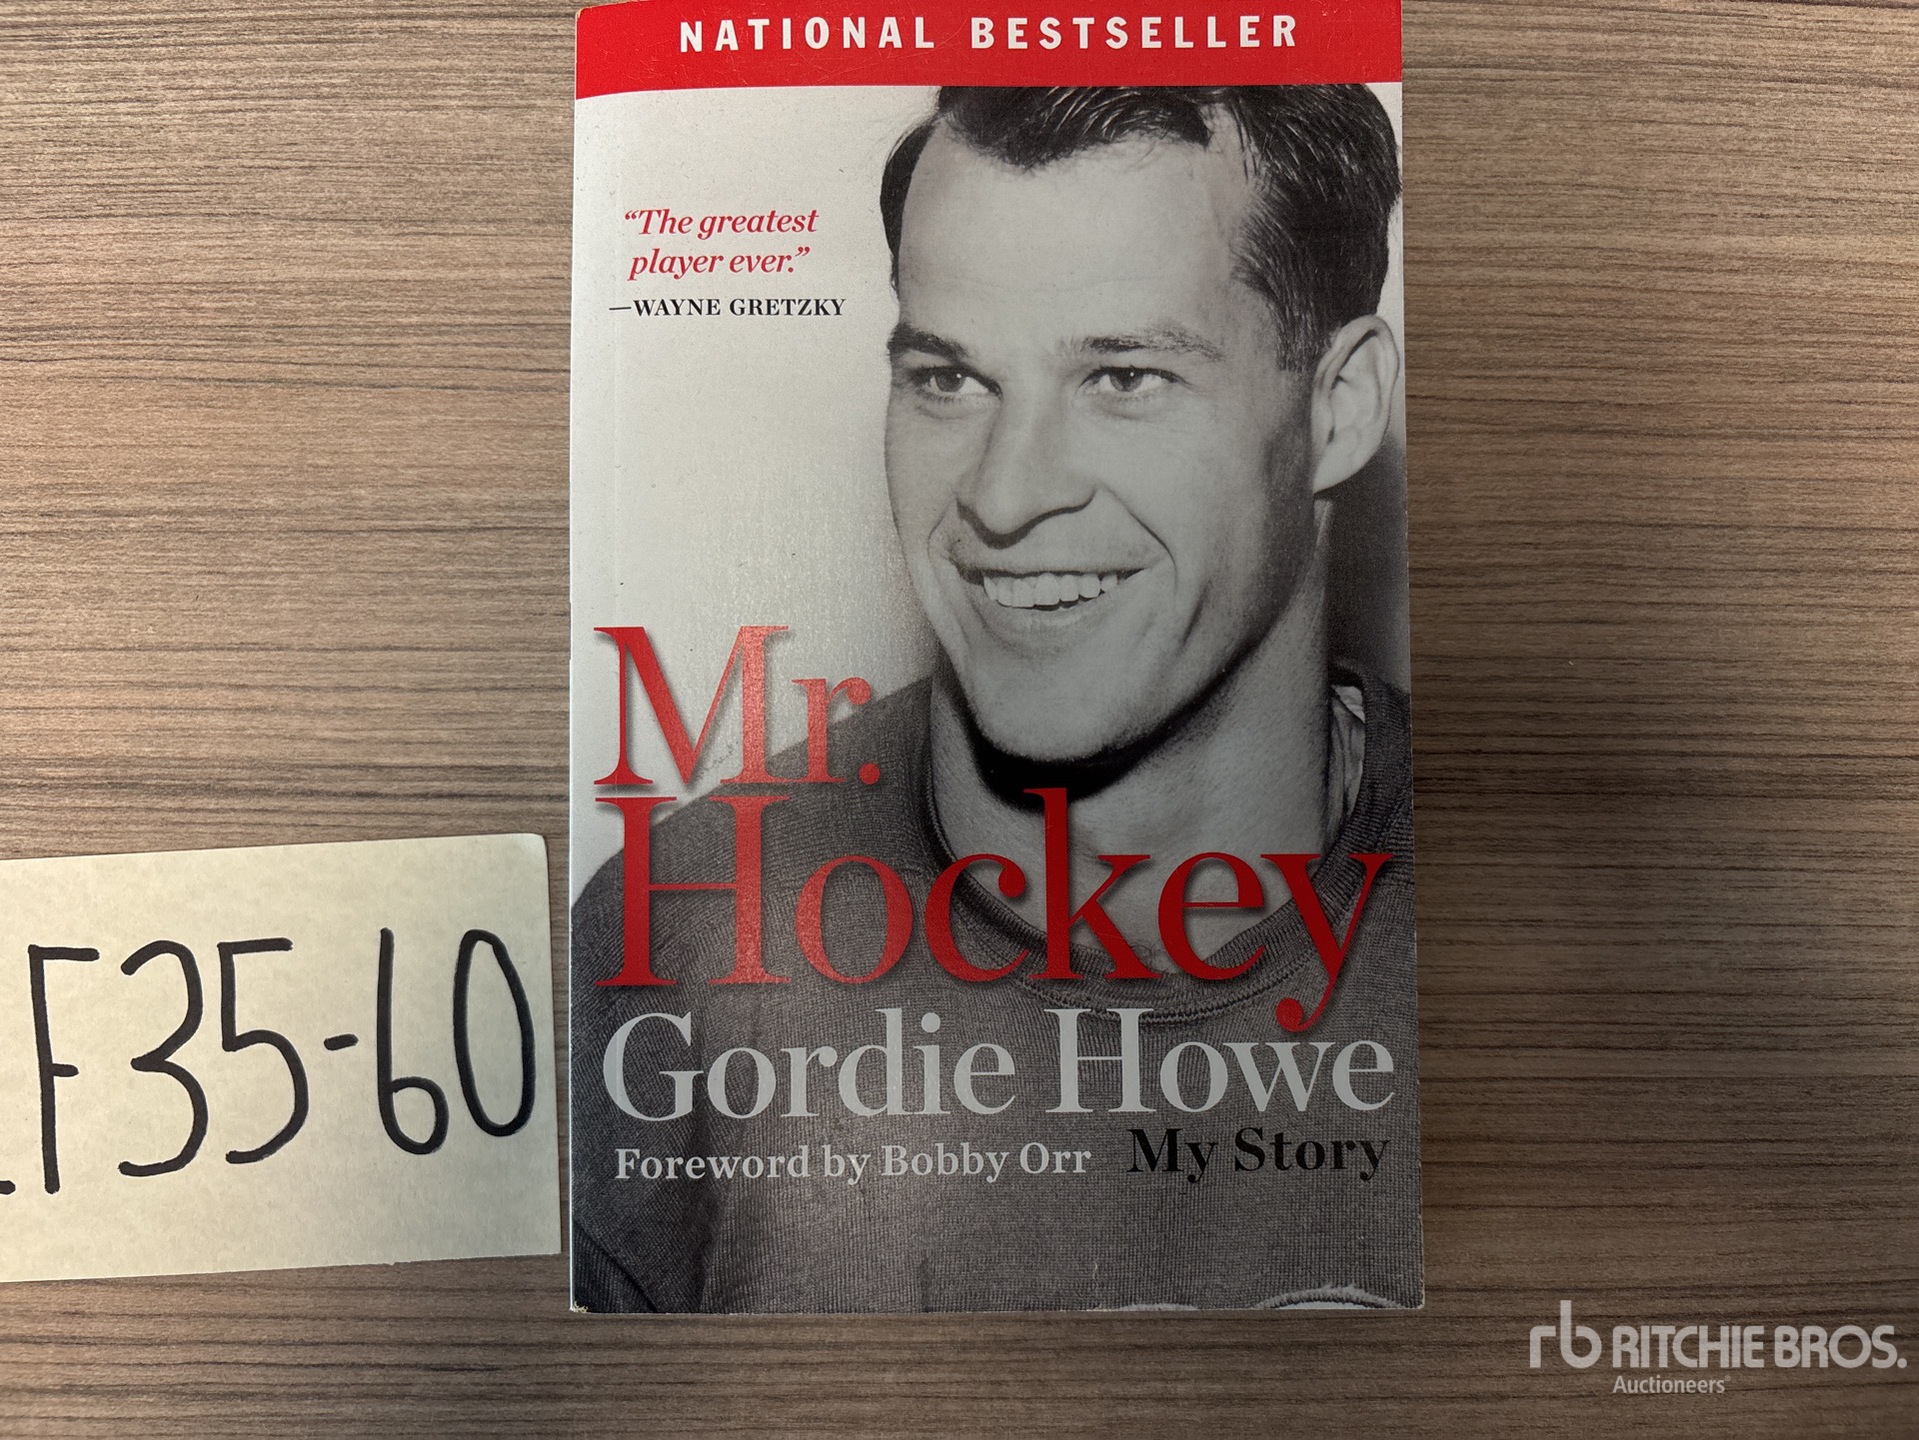 NATIONAL BESTSELLER
“The greatest
player ever.”
—WAYNE GRETZKY
Mr.
Hockey
Gordie Howe
Foreword by Bobby Orr My Story
F35-60
rb RITCHIE BROS.
Auctioneers